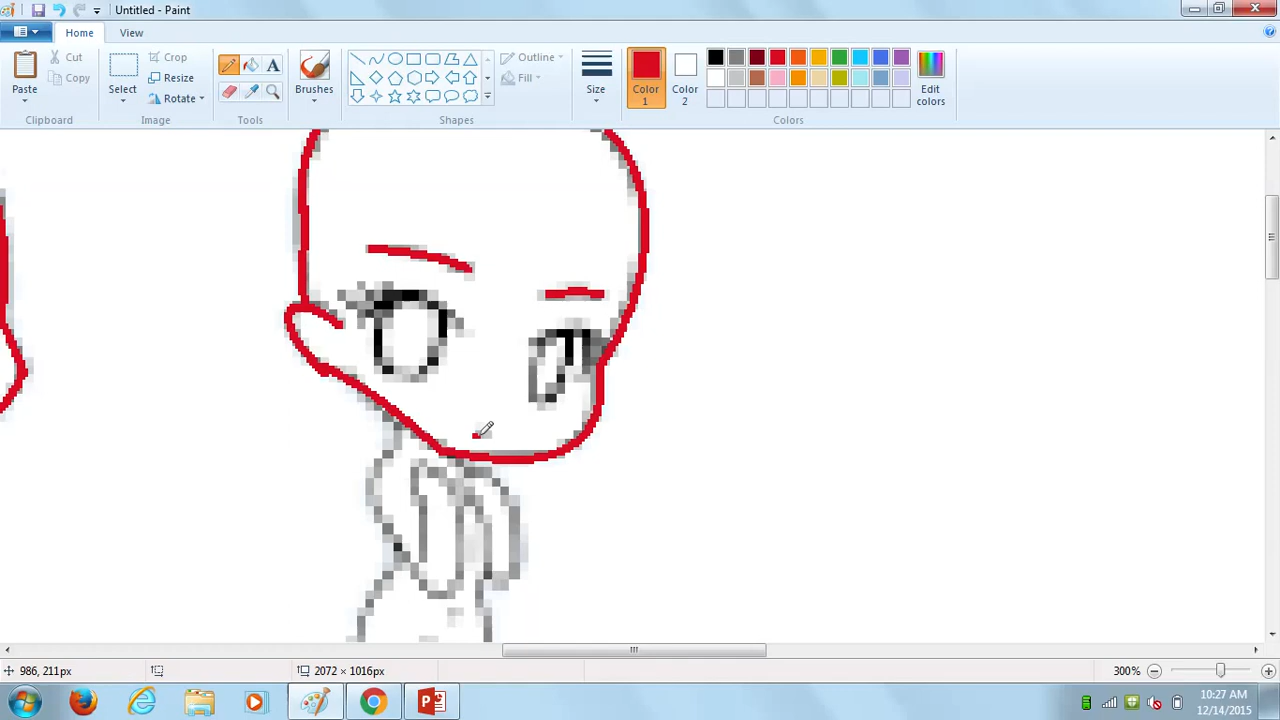 Untitled - Paint
Home
View
Paste
Cut
Copy
Clipboard
Select
Crop
Resize
Rotate
Image
A
Tools
Brushes
Outline
Fill
Shapes
Size
Color
1
Color
2
Edit
colors
Colors
986, 211px
2072 × 1016px
300%
10:27 AM
12/14/2015